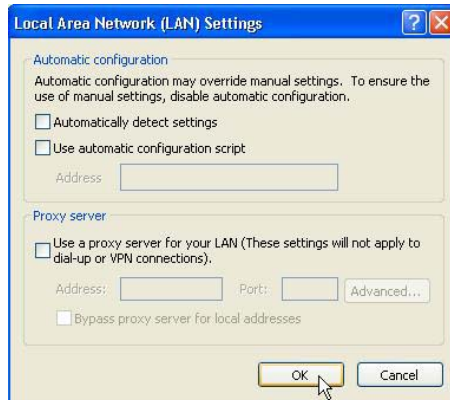 Local Area Network (LAN) Settings
Automatic configuration
Automatic configuration may override manual settings. To ensure the
use of manual settings, disable automatic configuration.
Automatically detect settings
Use automatic configuration script
Address
Proxy server
Use a proxy server for your LAN (These settings will not apply to
dial-up or VPN connections).
Address:
Port:
Advanced...
Bypass proxy server for local addresses
OK
Cancel